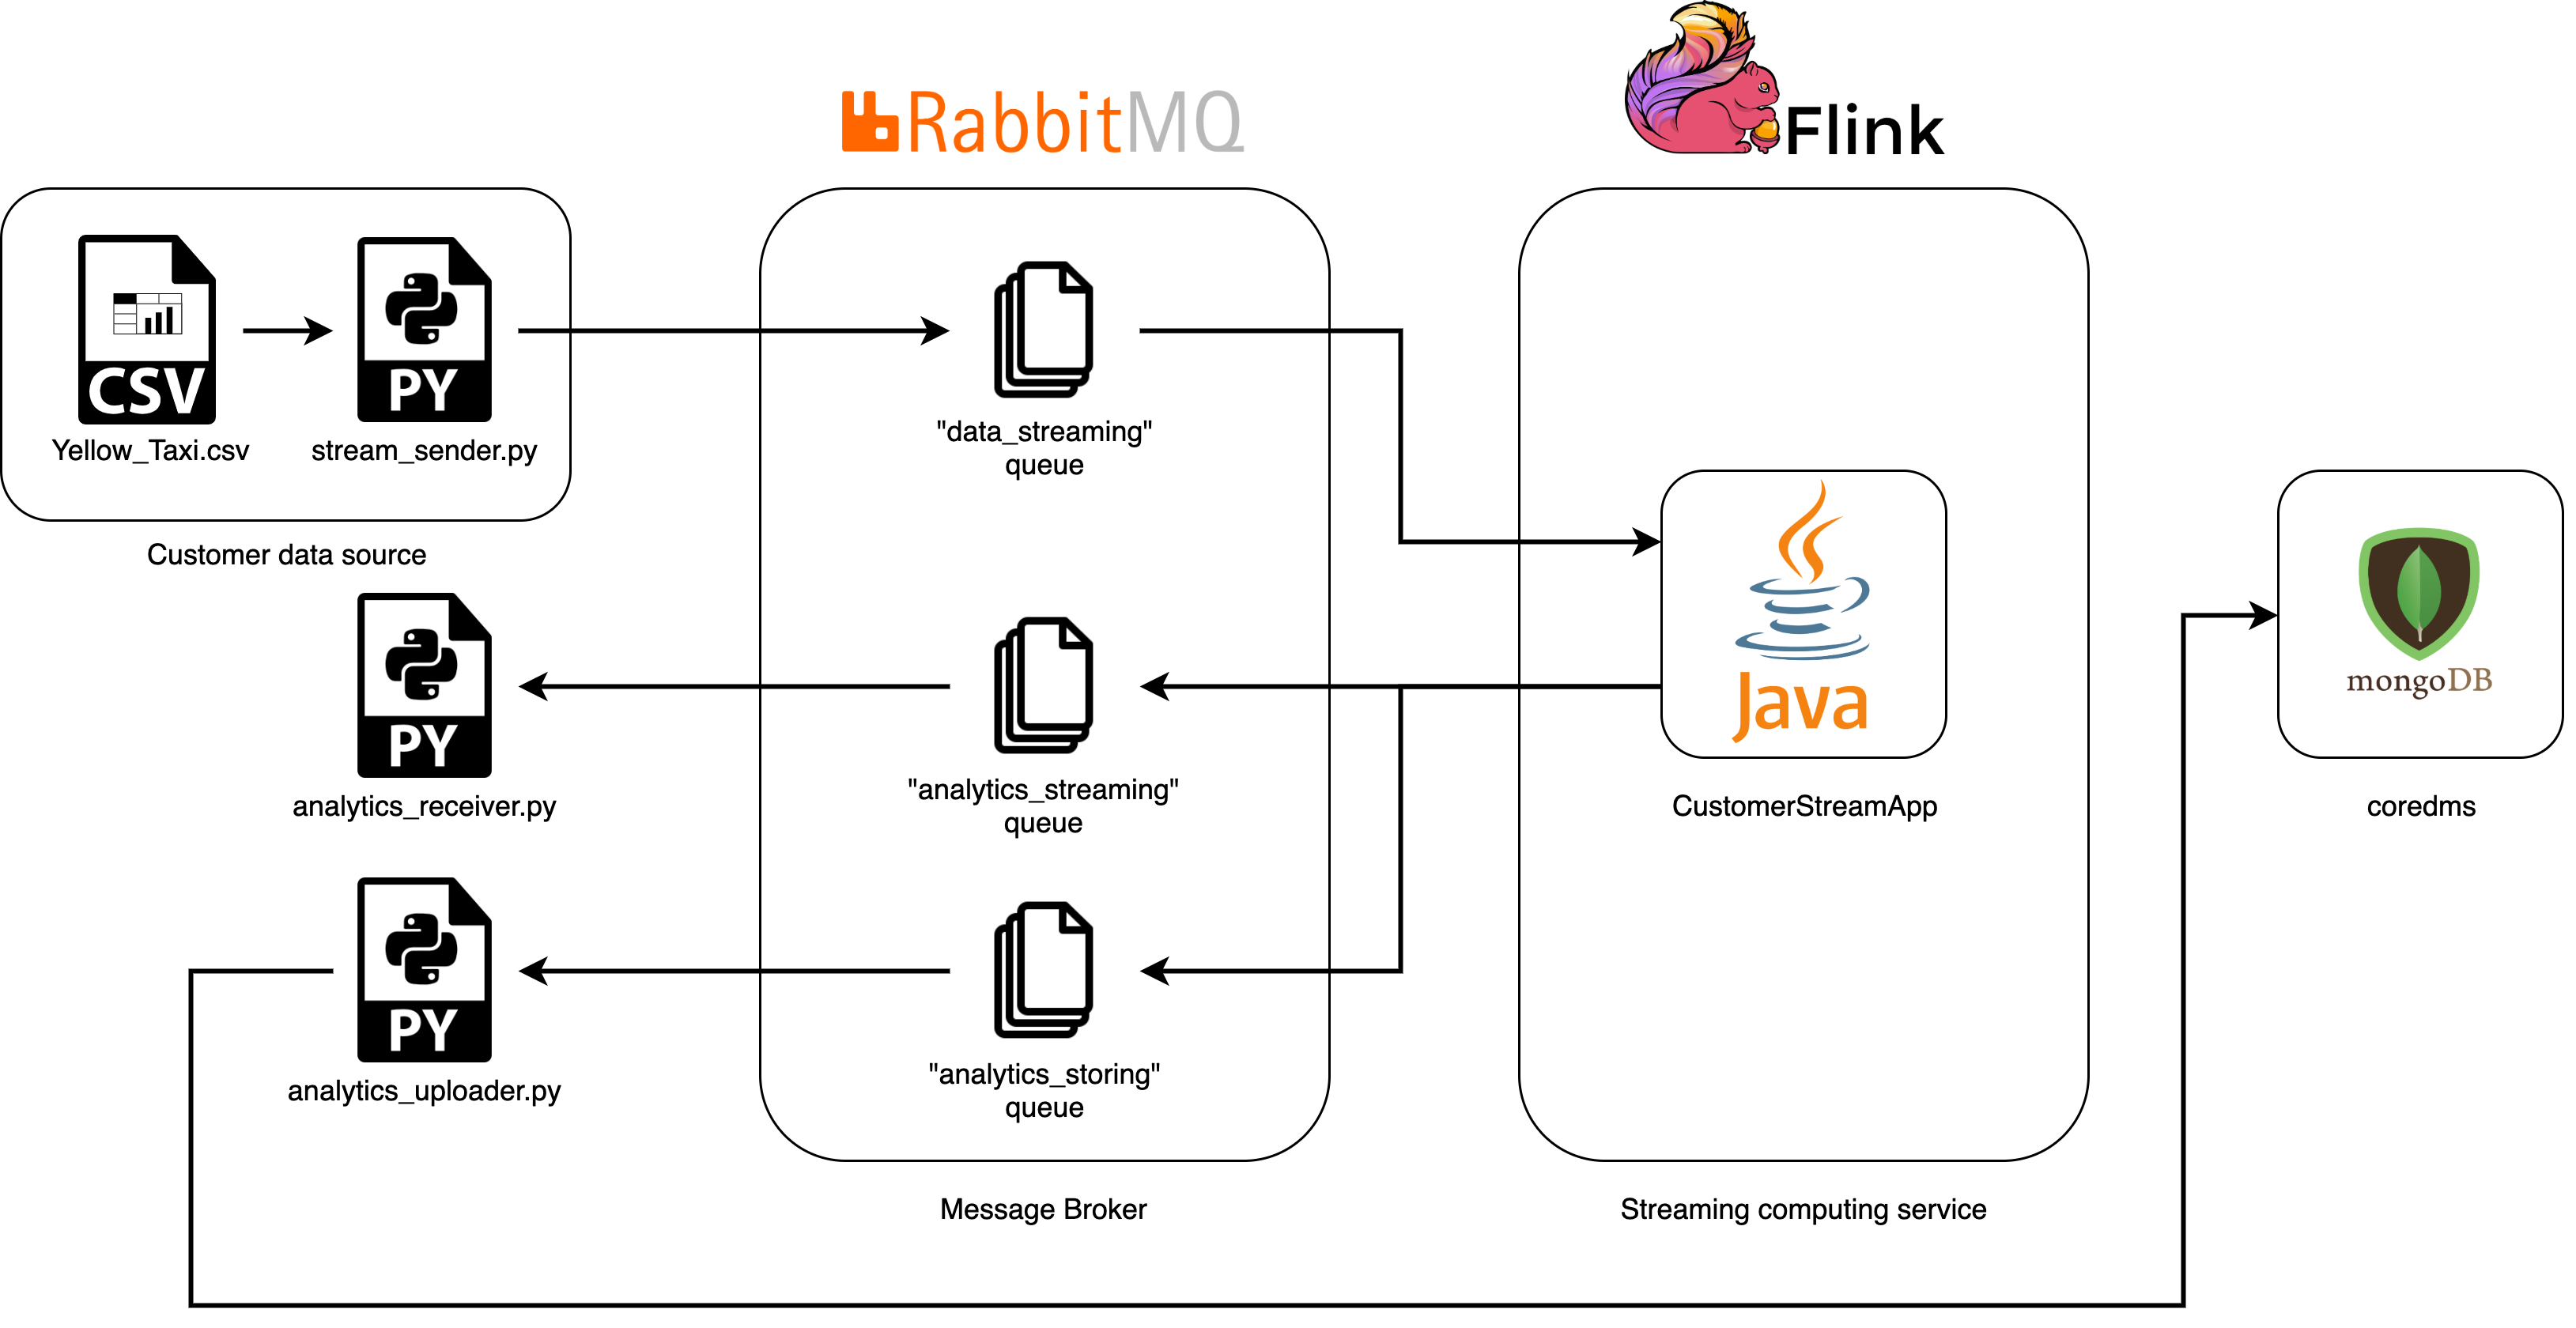 RabbitMQ
Flink
CSV
Yellow_Taxi.csv
PY
stream_sender.py
Customer data source
"data_streaming"
queue
PY
analytics_receiver.py
"analytics_streaming"
queue
Java
CustomerStreamApp
mongoDB
coredms
PY
analytics_uploader.py
"analytics_storing"
queue
Message Broker
Streaming computing service